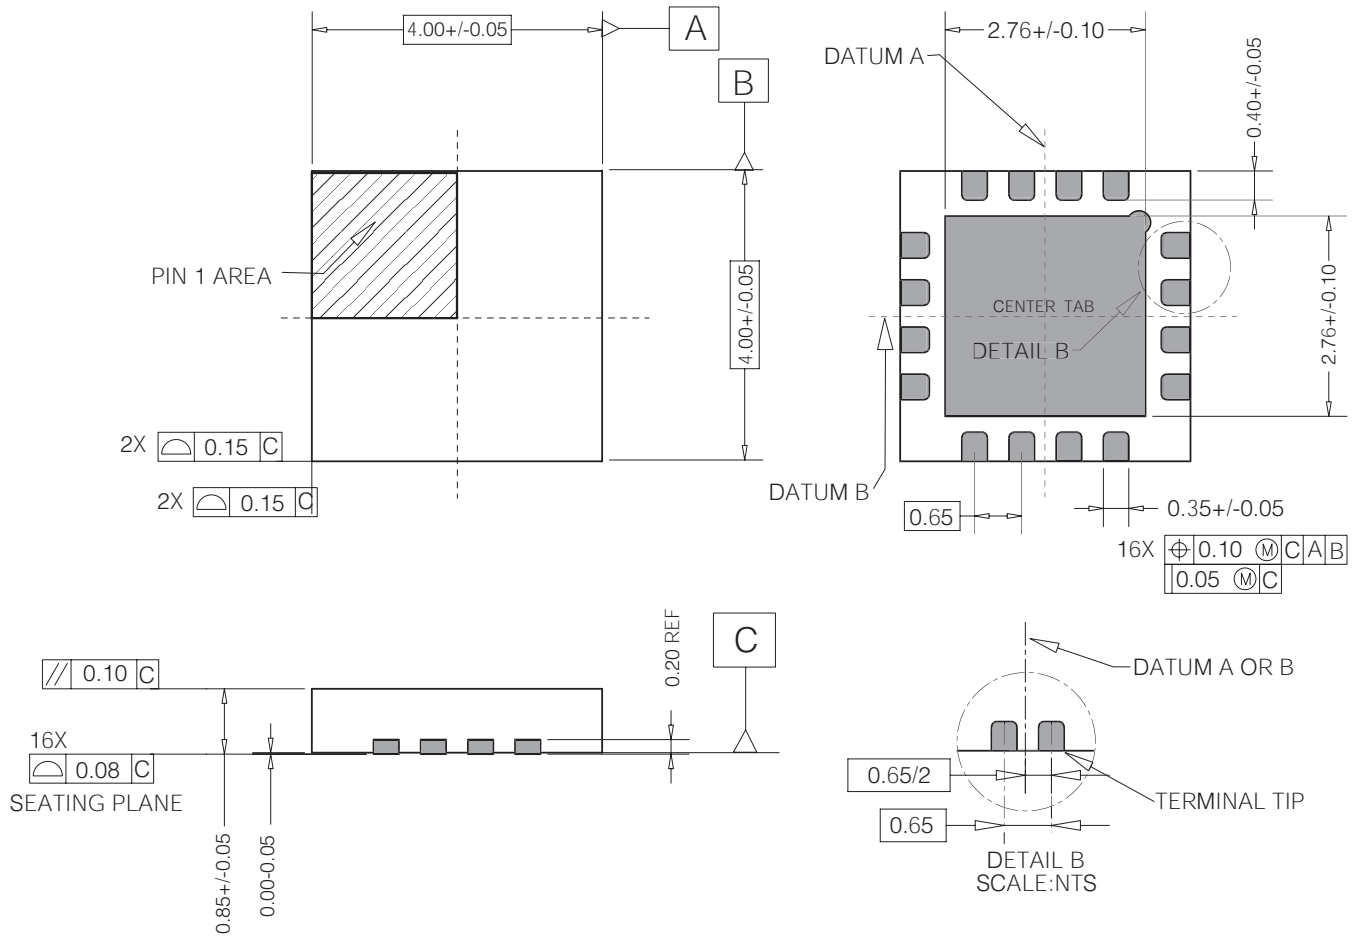 4.00+/-0.05
A
B
4.00+/-0.05
PIN 1 AREA
2X 0.15 C
2X 0.15 C
DATUM A
2.76+/-0.10
0.40+/-0.05
CENTER TAB
DETAIL B
2.76+/-0.10
DATUM B
0.65
0.35+/-0.05
16X ⌖ 0.10 Ⓜ C A B
0.05 Ⓜ C
// 0.10 C
16X
0.08 C
SEATING PLANE
0.85+/-0.05
0.00-0.05
0.20 REF
C
DATUM A OR B
0.65/2
TERMINAL TIP
0.65
DETAIL B
SCALE:NTS